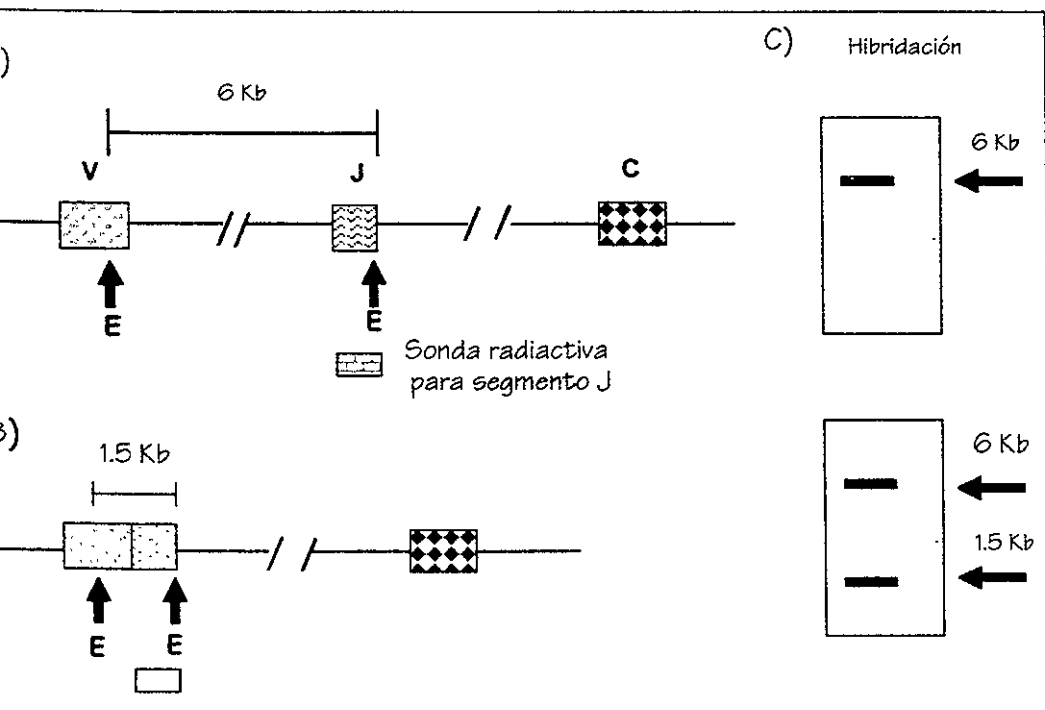 )
6 Kb
V
J
C
E
E
Sonda radiactiva
para segmento J
B)
1.5 Kb
E
E
C)
Hibridación
6 Kb
6 Kb
1.5 Kb